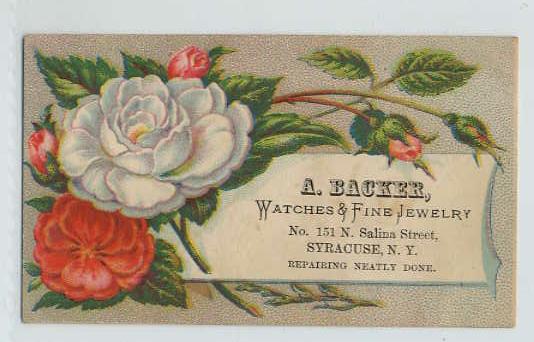 A. BACKER,
WATCHES & FINE JEWELRY
No. 151 N. Salina Street,
SYRACUSE, N. Y.
REPAIRING NEATLY DONE.